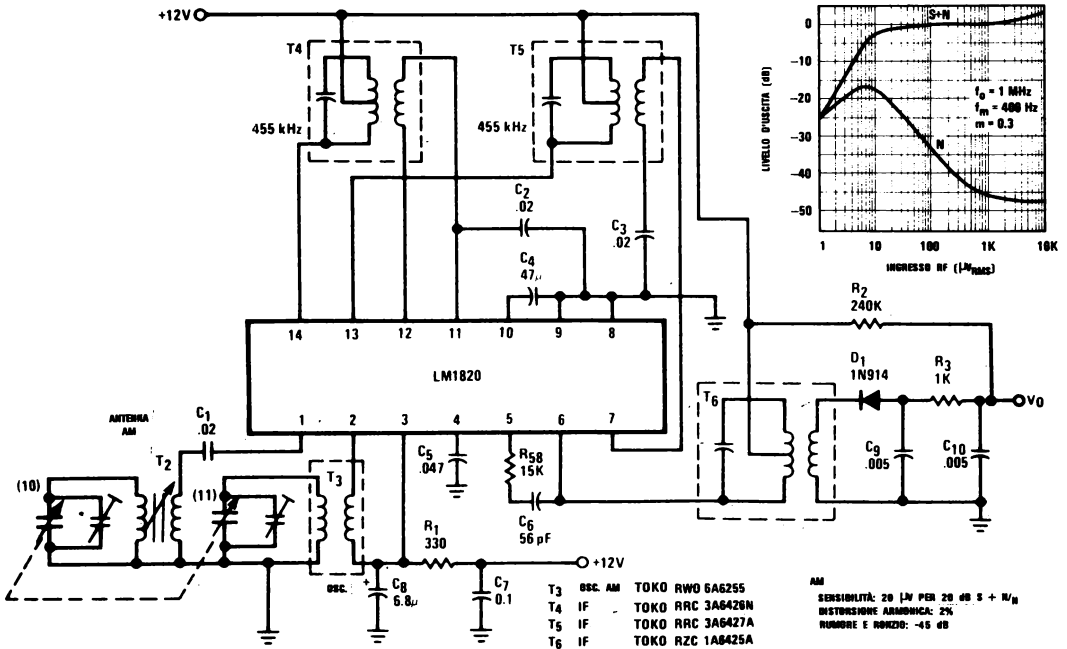 +12V
T4
T5
455 kHz
455 kHz
C2
.02
C3
.02
C4
47μ
14
13
12
11
10
9
8
LM1820
1
2
3
4
5
6
7
ANTENNA
AM
C1
.02
T2
(10)
(11)
T3
OSC.
C5
.047
R58
15K
C6
56 pF
R1
330
+12V
+
C8
6.8μ
C7
0.1
T6
R2
240K
D1
1N914
R3
1K
VO
C9
.005
C10
.005
LIVELLO D'USCITA (dB)
0
-10
-20
-30
-40
-50
S+N
N
fo = 1 MHz
fm = 400 Hz
m = 0.3
1
10
100
1K
10K
INGRESSO RF (μVRMS)
T3 OSC. AM TOKO RWO 6A6255
T4 IF TOKO RRC 3A6426N
T5 IF TOKO RRC 3A6427A
T6 IF TOKO RZC 1A6425A
AM
SENSIBILITÀ: 20 μV PER 20 dB S + N/N
DISTORSIONE ARMONICA: 2%
RUMORE E RONZIO: -45 dB